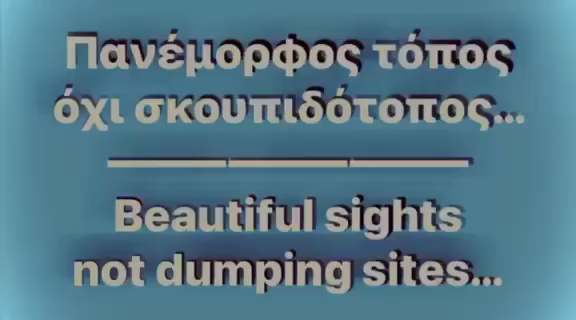 Πανέμορφος τόπος
όχι σκουπιδότοπος...
Beautiful sights
not dumping sites...